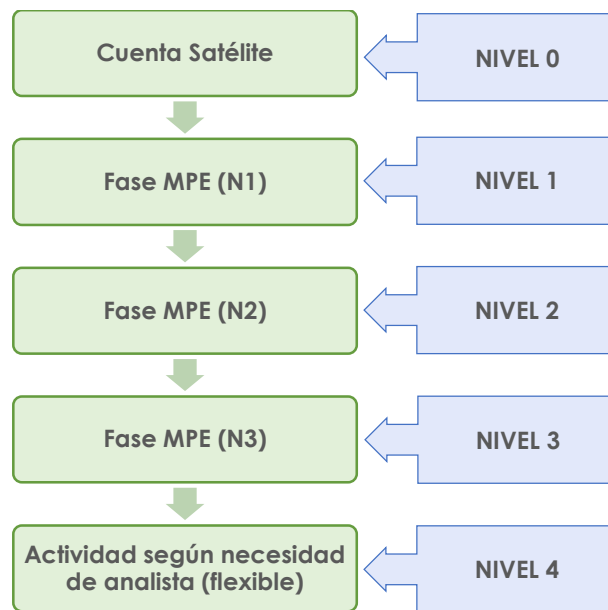 Cuenta Satélite
NIVEL 0
Fase MPE (N1)
NIVEL 1
Fase MPE (N2)
NIVEL 2
Fase MPE (N3)
NIVEL 3
Actividad según necesidad
de analista (flexible)
NIVEL 4